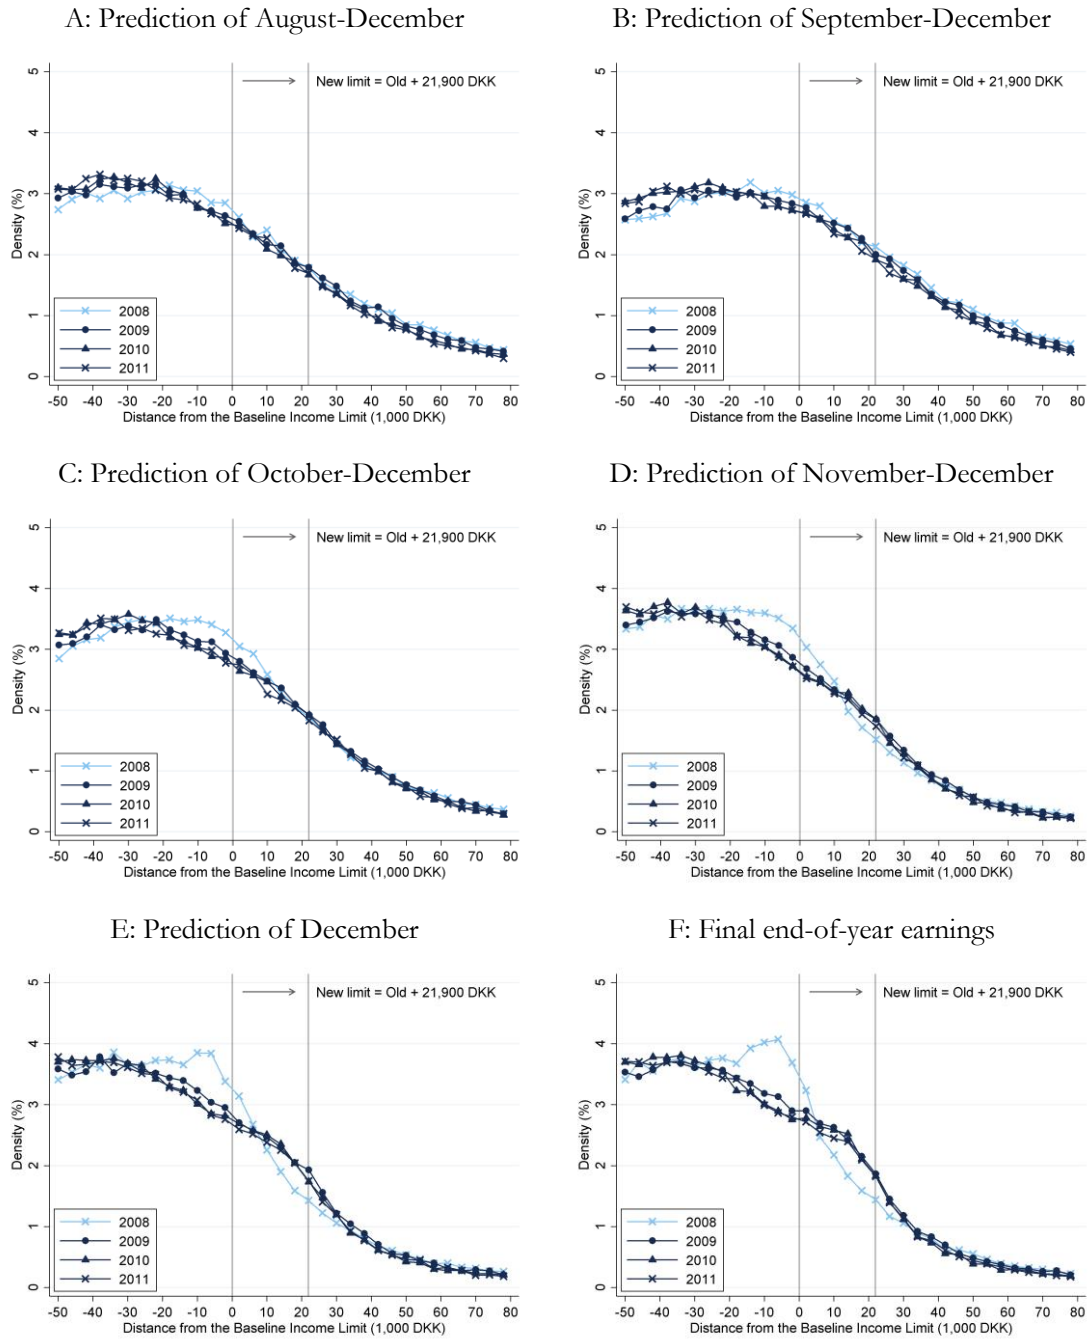 A: Prediction of August-December
New limit = Old + 21,900 DKK
Density (%)
0 1 2 3 4 5
2008
2009
2010
2011
-50 -40 -30 -20 -10 0 10 20 30 40 50 60 70 80
Distance from the Baseline Income Limit (1,000 DKK)
B: Prediction of September-December
New limit = Old + 21,900 DKK
Density (%)
0 1 2 3 4 5
2008
2009
2010
2011
-50 -40 -30 -20 -10 0 10 20 30 40 50 60 70 80
Distance from the Baseline Income Limit (1,000 DKK)
C: Prediction of October-December
New limit = Old + 21,900 DKK
Density (%)
0 1 2 3 4 5
2008
2009
2010
2011
-50 -40 -30 -20 -10 0 10 20 30 40 50 60 70 80
Distance from the Baseline Income Limit (1,000 DKK)
D: Prediction of November-December
New limit = Old + 21,900 DKK
Density (%)
0 1 2 3 4 5
2008
2009
2010
2011
-50 -40 -30 -20 -10 0 10 20 30 40 50 60 70 80
Distance from the Baseline Income Limit (1,000 DKK)
E: Prediction of December
New limit = Old + 21,900 DKK
Density (%)
0 1 2 3 4 5
2008
2009
2010
2011
-50 -40 -30 -20 -10 0 10 20 30 40 50 60 70 80
Distance from the Baseline Income Limit (1,000 DKK)
F: Final end-of-year earnings
New limit = Old + 21,900 DKK
Density (%)
0 1 2 3 4 5
2008
2009
2010
2011
-50 -40 -30 -20 -10 0 10 20 30 40 50 60 70 80
Distance from the Baseline Income Limit (1,000 DKK)